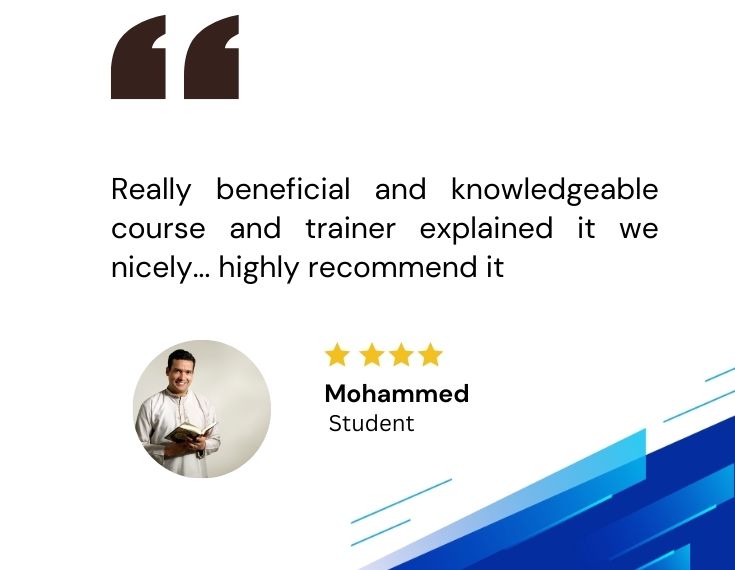 Really beneficial and knowledgeable
course and trainer explained it we
nicely... highly recommend it
Mohammed
Student